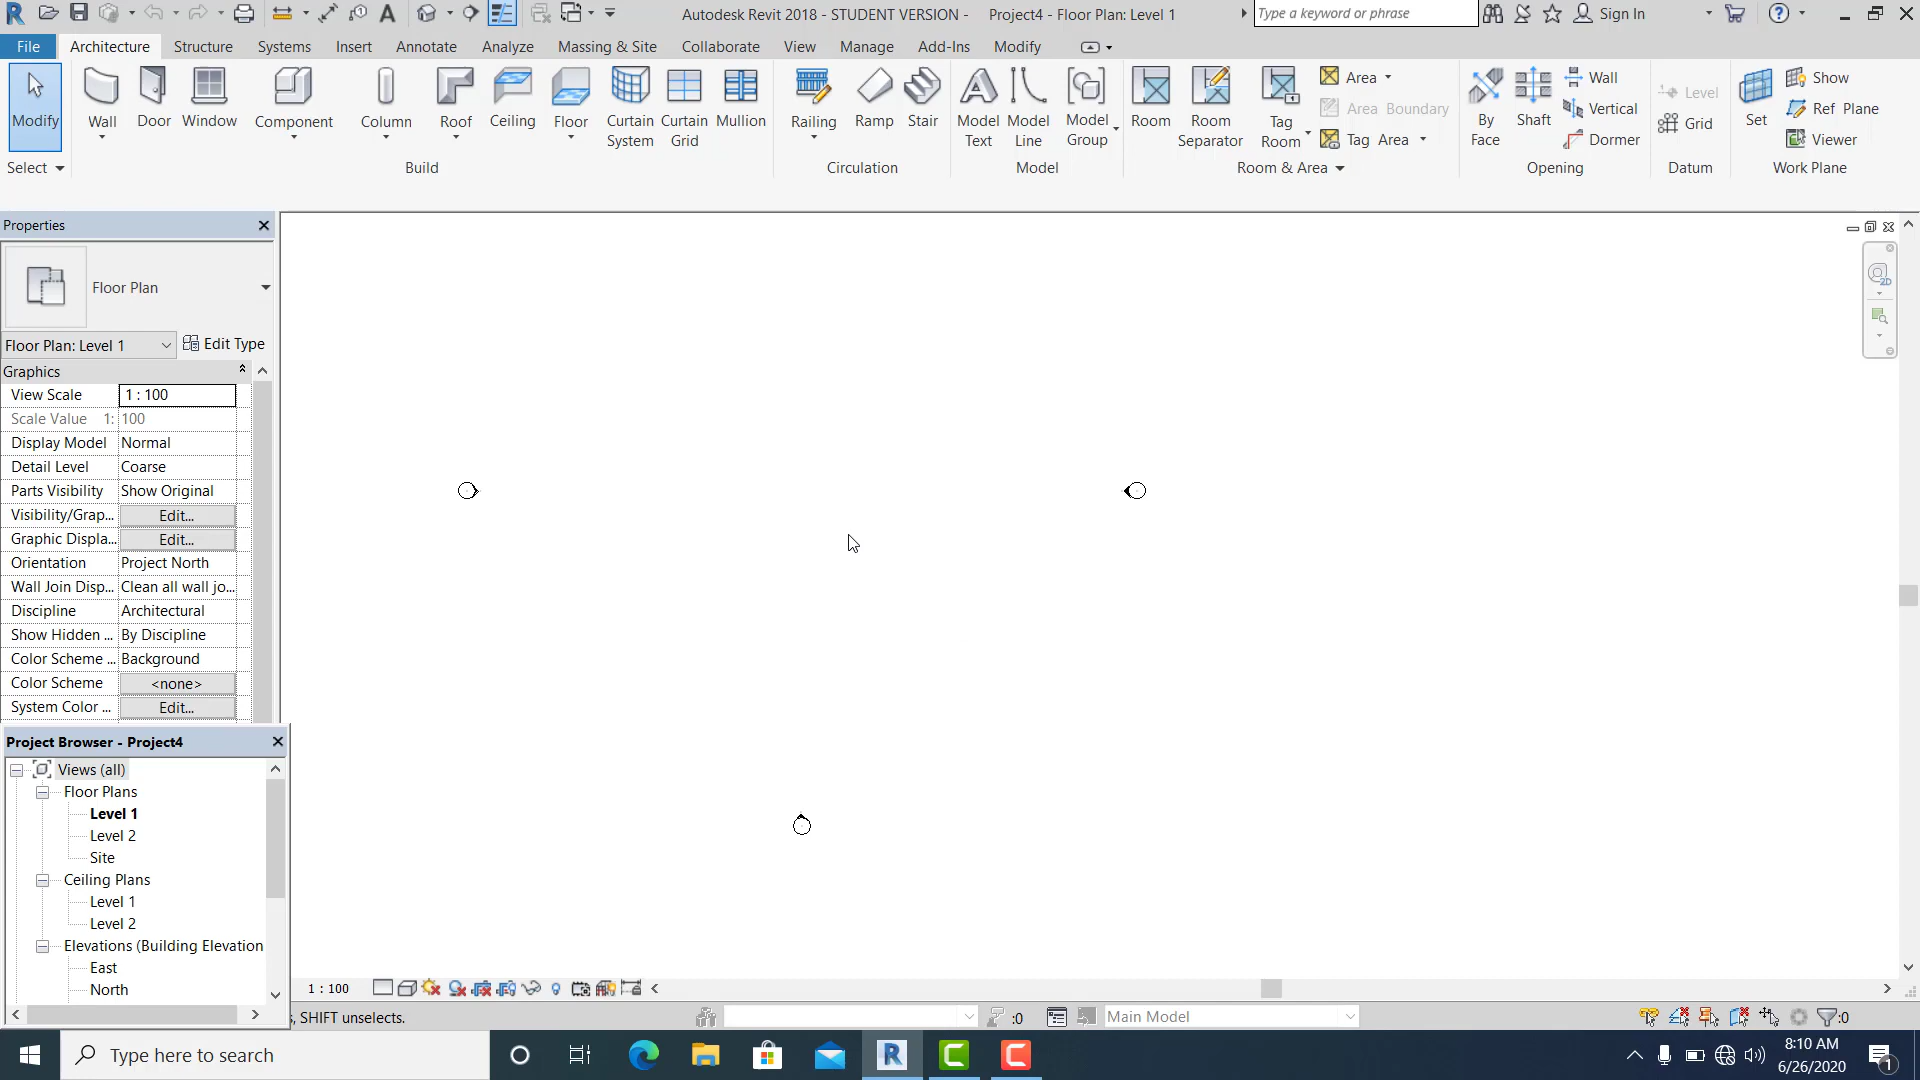 Autodesk Revit 2018 - STUDENT VERSION - Project4 - Floor Plan: Level 1
Type a keyword or phrase
Sign In
File Architecture Structure Systems Insert Annotate Analyze Massing & Site Collaborate View Manage Add-Ins Modify
Modify
Wall Door Window Component Column Roof Ceiling Floor Curtain System Curtain Grid Mullion
Railing Ramp Stair
Model Text Model Line Model Group
Room Room Separator Tag Room
Area
Area Boundary
Tag Area
By Face Shaft
Wall
Vertical
Dormer
Level
Grid
Set
Show
Ref Plane
Viewer
Select Build Circulation Model Room & Area Opening Datum Work Plane
Properties
Floor Plan
Floor Plan: Level 1 Edit Type
Graphics
View Scale 1 : 100
Scale Value 1: 100
Display Model Normal
Detail Level Coarse
Parts Visibility Show Original
Visibility/Grap... Edit...
Graphic Displa... Edit...
Orientation Project North
Wall Join Disp... Clean all wall jo...
Discipline Architectural
Show Hidden ... By Discipline
Color Scheme ... Background
Color Scheme <none>
System Color ... Edit...
Project Browser - Project4
Views (all)
Floor Plans
Level 1
Level 2
Site
Ceiling Plans
Level 1
Level 2
Elevations (Building Elevation
East
North
2D
1 : 100
, SHIFT unselects.
:0
Main Model
:0
Type here to search
8:10 AM
6/26/2020
1